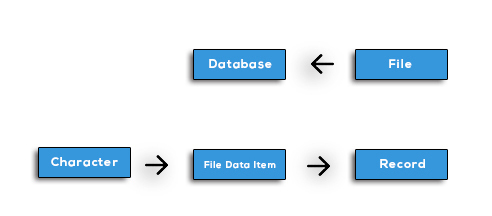 Database
File
Character
File Data Item
Record